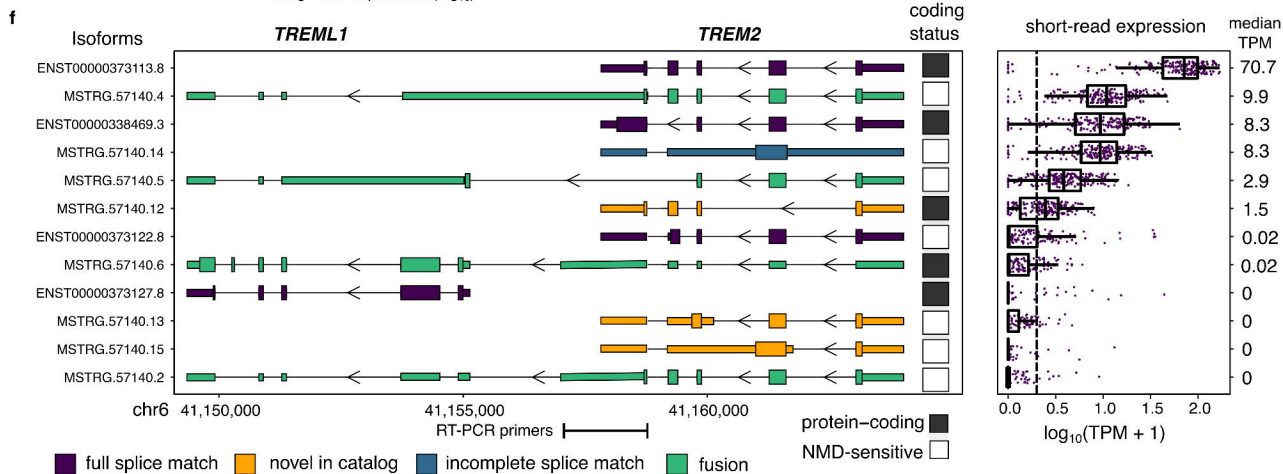 f
Isoforms
TREML1
TREM2
coding
status
short-read expression
median
TPM
ENST00000373113.8
70.7
MSTRG.57140.4
9.9
ENST00000338469.3
8.3
MSTRG.57140.14
8.3
MSTRG.57140.5
2.9
MSTRG.57140.12
1.5
ENST00000373122.8
0.02
MSTRG.57140.6
0.02
ENST00000373127.8
0
MSTRG.57140.13
0
MSTRG.57140.15
0
MSTRG.57140.2
0
chr6
41,150,000
41,155,000
41,160,000
0.0 0.5 1.0 1.5 2.0
log10(TPM + 1)
RT-PCR primers
protein−coding
NMD-sensitive
full splice match
novel in catalog
incomplete splice match
fusion